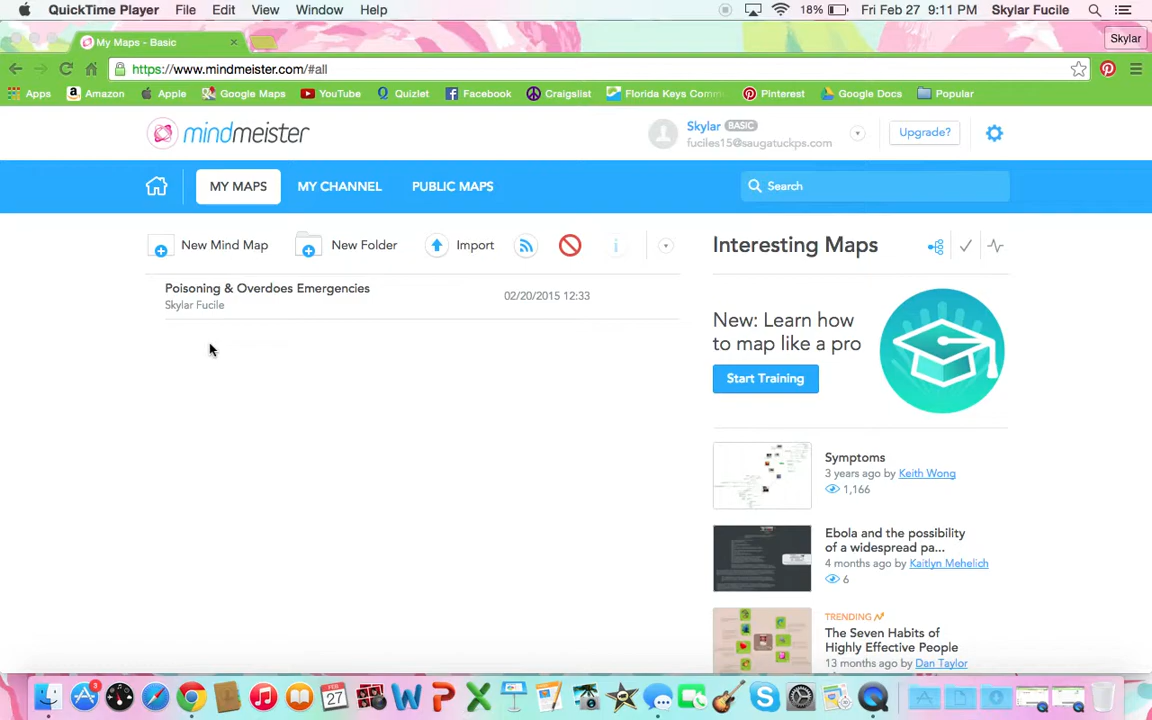 QuickTime Player File Edit View Window Help 18% Fri Feb 27 9:11 PM Skylar Fucile
My Maps - Basic Skylar
https://www.mindmeister.com/#all
Apps Amazon Apple Google Maps YouTube Quizlet Facebook Craigslist Florida Keys Comm Pinterest Google Docs Popular
mindmeister
Skylar BASIC
fuciles15@saugatuckps.com
Upgrade?
MY MAPS MY CHANNEL PUBLIC MAPS Search
New Mind Map New Folder Import
Poisoning & Overdoes Emergencies
Skylar Fucile
02/20/2015 12:33
Interesting Maps
New: Learn how
to map like a pro
Start Training
Symptoms
3 years ago by Keith Wong
1,166
Ebola and the possibility
of a widespread pa...
4 months ago by Kaitlyn Mehelich
6
TRENDING
The Seven Habits of
Highly Effective People
13 months ago by Dan Taylor
3
27